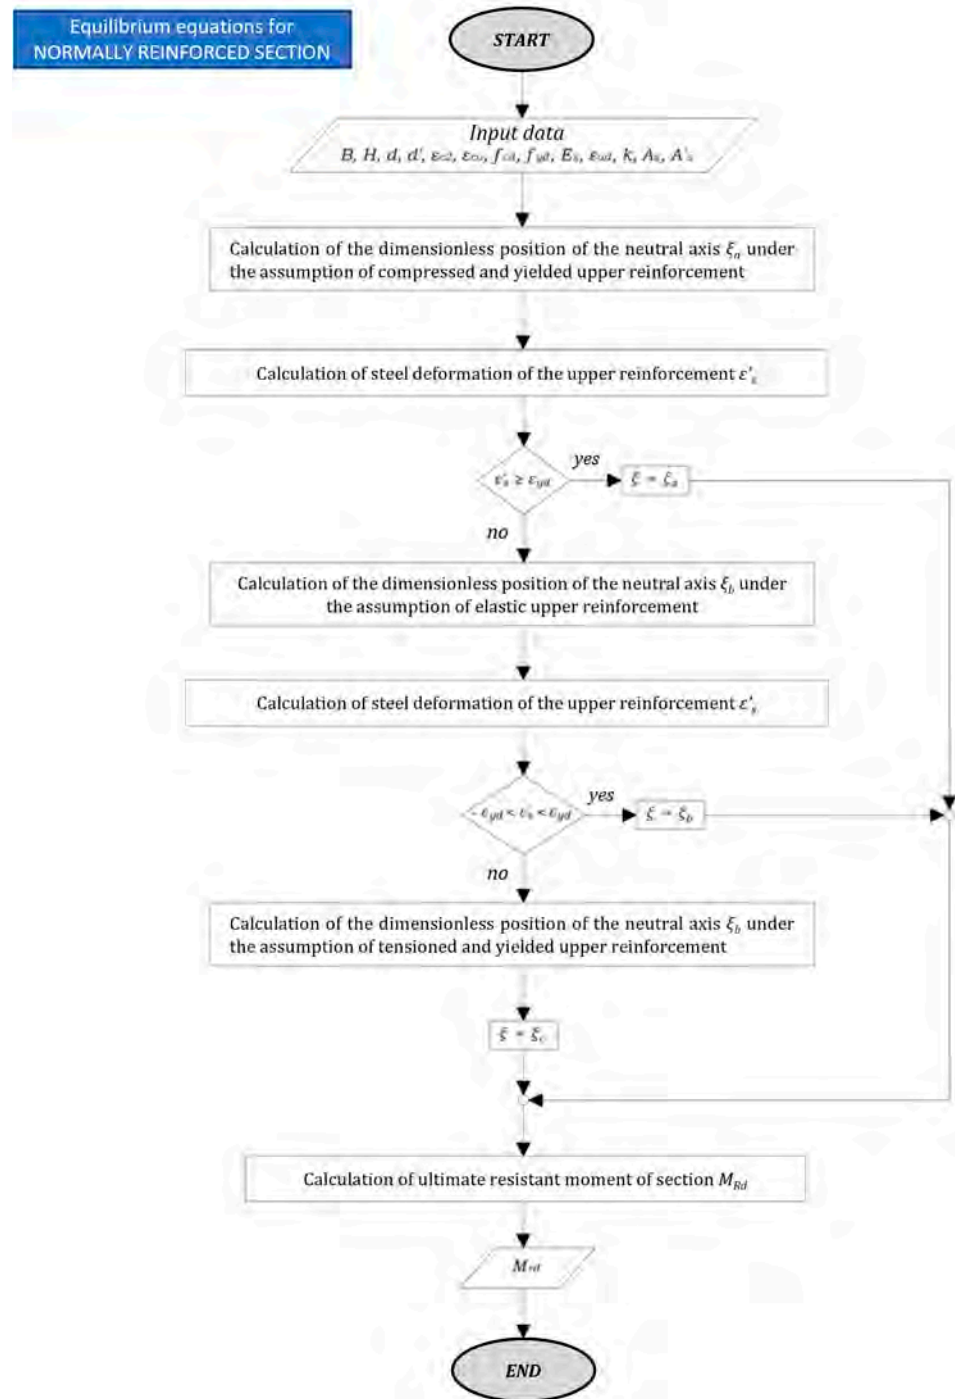 Equilibrium equations for
NORMALLY REINFORCED SECTION
START
Input data
B, H, d, d', εc2, εcu, fcd, fyd, Es, εud, k, As, A's
Calculation of the dimensionless position of the neutral axis ξa under
the assumption of compressed and yielded upper reinforcement
Calculation of steel deformation of the upper reinforcement ε's
ε's ≥ εyd
yes
ξ = ξa
no
Calculation of the dimensionless position of the neutral axis ξb under
the assumption of elastic upper reinforcement
Calculation of steel deformation of the upper reinforcement ε's
- εyd < ε's < εyd
yes
ξ = ξb
no
Calculation of the dimensionless position of the neutral axis ξb under
the assumption of tensioned and yielded upper reinforcement
ξ = ξc
Calculation of ultimate resistant moment of section MRd
Mrd
END